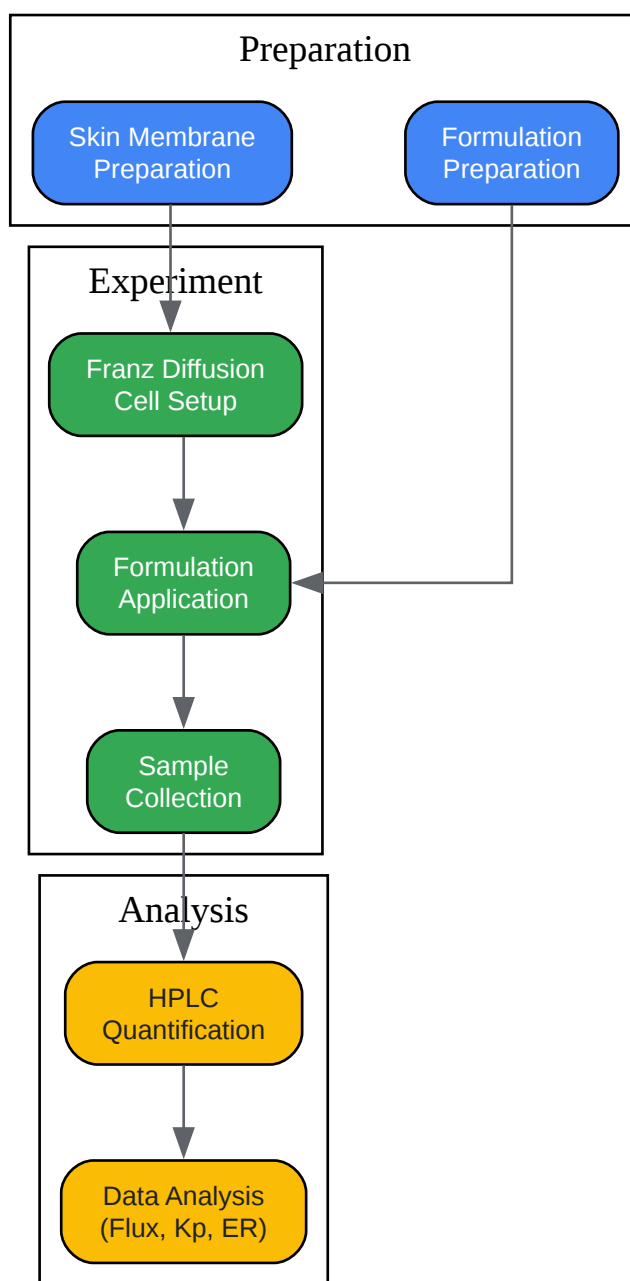 Preparation
Skin Membrane
Preparation
Formulation
Preparation
Experiment
Franz Diffusion
Cell Setup
Formulation
Application
Sample
Collection
Analysis
HPLC
Quantification
Data Analysis
(Flux, Kp, ER)